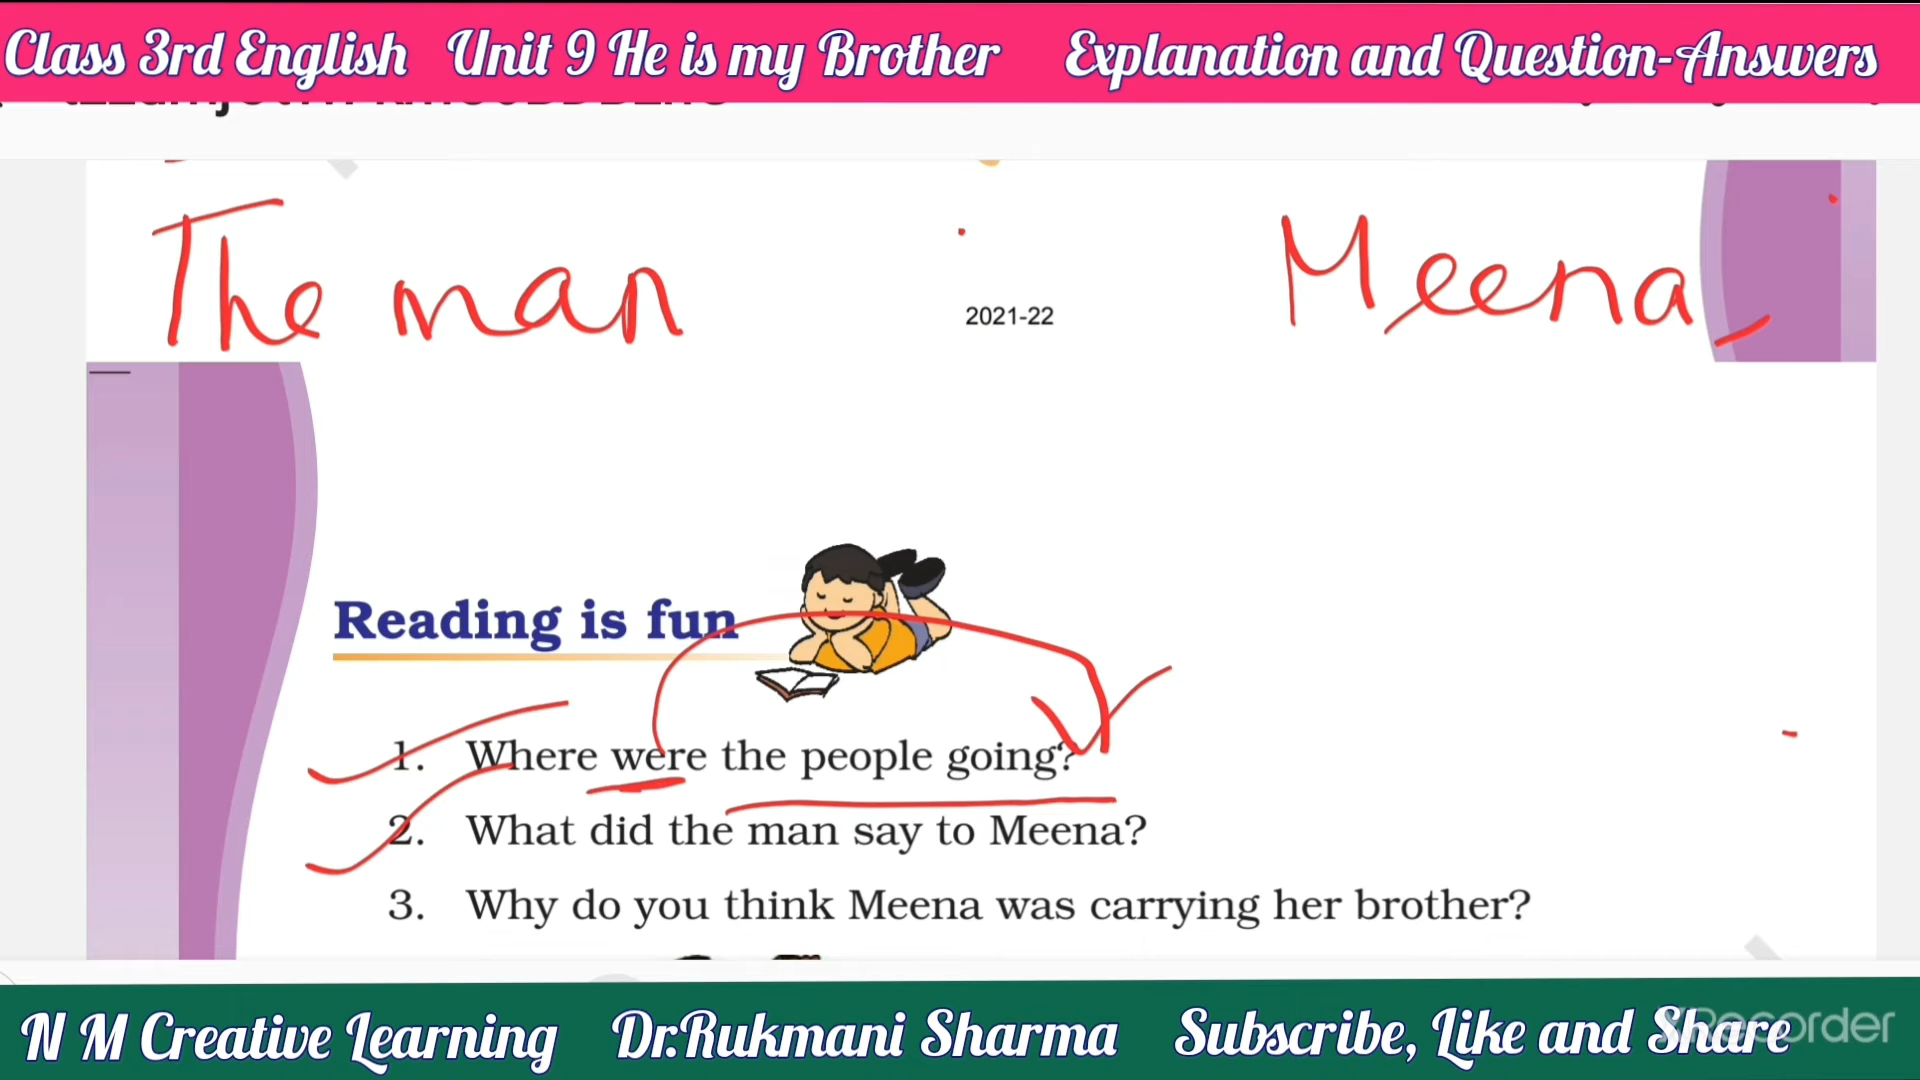 Class 3rd English Unit 9 He is my Brother Explanation and Question-Answers
The man Meena
2021-22
Reading is fun
1. Where were the people going?
2. What did the man say to Meena?
3. Why do you think Meena was carrying her brother?
N M Creative Learning Dr.Rukmani Sharma Subscribe, Like and Share